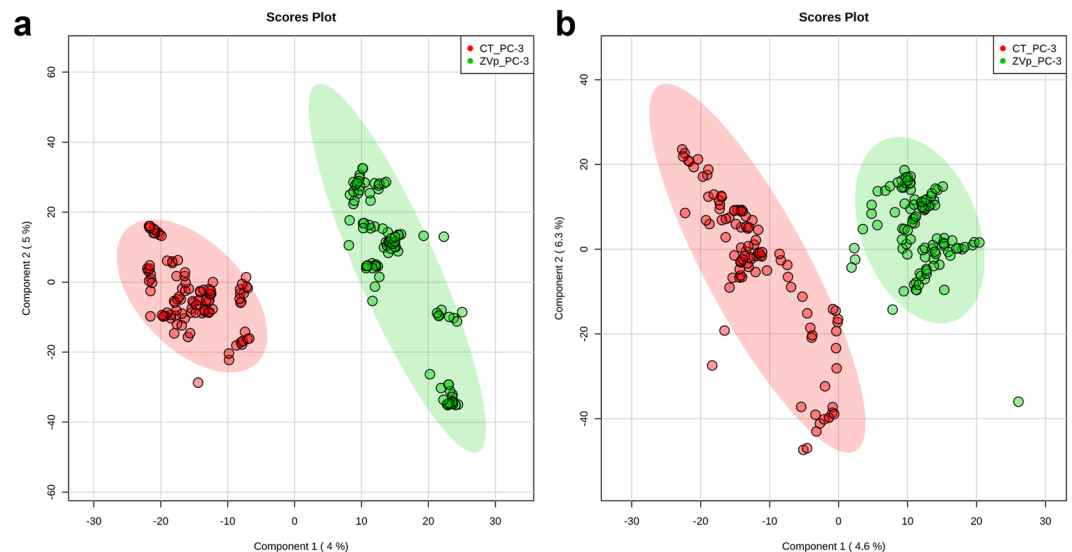 a
Scores Plot
CT_PC-3
ZVp_PC-3
Component 2 ( 5 %)
60
40
20
0
-20
-40
-60
-30
-20
-10
0
10
20
30
Component 1 ( 4 %)
b
Scores Plot
CT_PC-3
ZVp_PC-3
Component 2 ( 6.3 %)
40
20
0
-20
-40
-30
-20
-10
0
10
20
30
Component 1 ( 4.6 %)